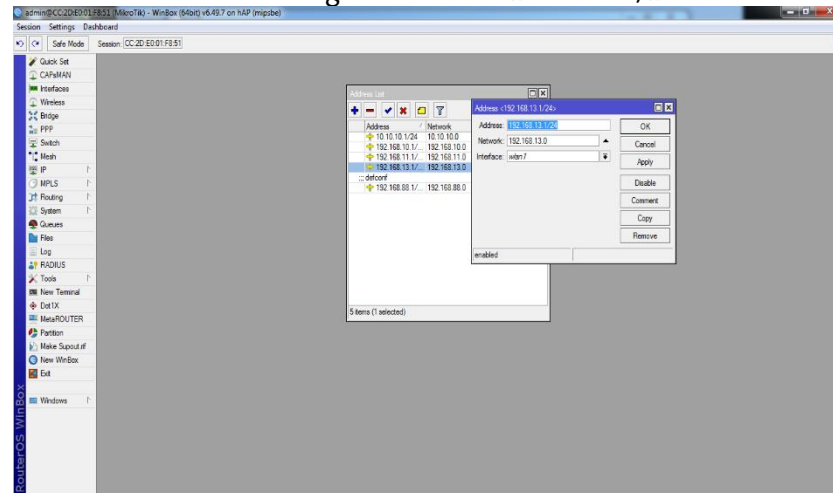 admin@CC:2D:E0:01:F8:51 (MikroTik) - WinBox (64bit) v6.49.7 on hAP (mipsbe)
Session Settings Dashboard
Safe Mode Session: CC:2D:E0:01:F8:51
Quick Set
CAPsMAN
Interfaces
Wireless
Bridge
PPP
Switch
Mesh
IP
MPLS
Routing
System
Queues
Files
Log
RADIUS
Tools
New Terminal
Dot1X
MetaROUTER
Partition
Make Supout.rif
New WinBox
Exit
Windows
RouterOS WinBox
Address List
Address Network
10.10.10.1/24 10.10.10.0
192.168.10.1/... 192.168.10.0
192.168.11.1/... 192.168.11.0
192.168.13.1/... 192.168.13.0
::: defconf
192.168.88.1/... 192.168.88.0
5 items (1 selected)
Address <192.168.13.1/24>
Address: 192.168.13.1/24
Network: 192.168.13.0
Interface: wlan1
OK
Cancel
Apply
Disable
Comment
Copy
Remove
enabled